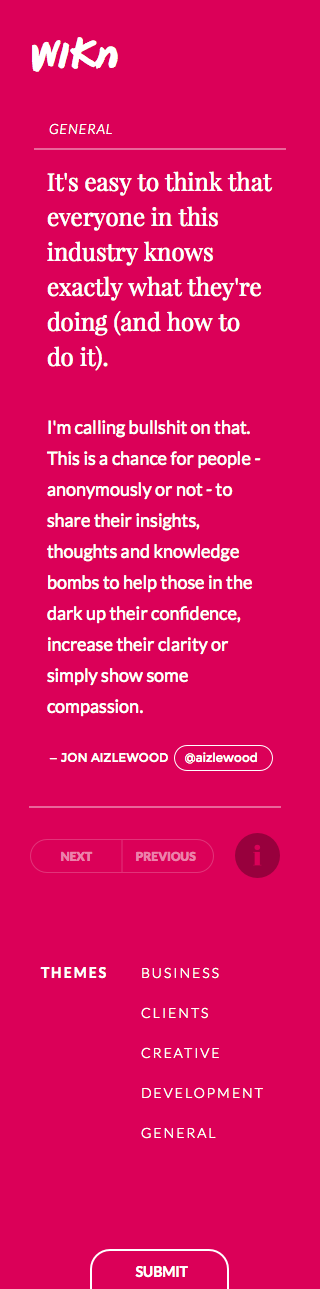 WIKn
GENERAL
It's easy to think that
everyone in this
industry knows
exactly what they're
doing (and how to
do it).
I'm calling bullshit on that.
This is a chance for people -
anonymously or not - to
share their insights,
thoughts and knowledge
bombs to help those in the
dark up their confidence,
increase their clarity or
simply show some
compassion.
– JON AIZLEWOOD @aizlewood
NEXT PREVIOUS i
THEMES BUSINESS
CLIENTS
CREATIVE
DEVELOPMENT
GENERAL
SUBMIT